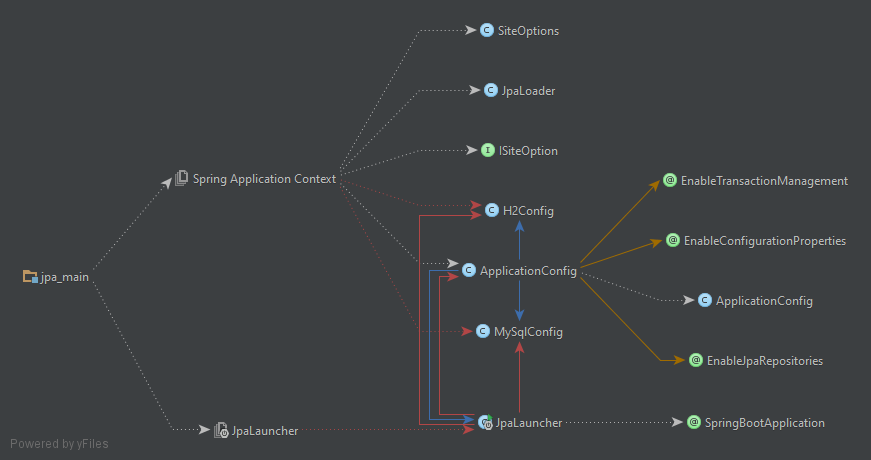 SiteOptions
JpaLoader
ISiteOption
Spring Application Context
EnableTransactionManagement
H2Config
EnableConfigurationProperties
jpa_main
ApplicationConfig
ApplicationConfig
MySqlConfig
EnableJpaRepositories
JpaLauncher
JpaLauncher
SpringBootApplication
Powered by yFiles